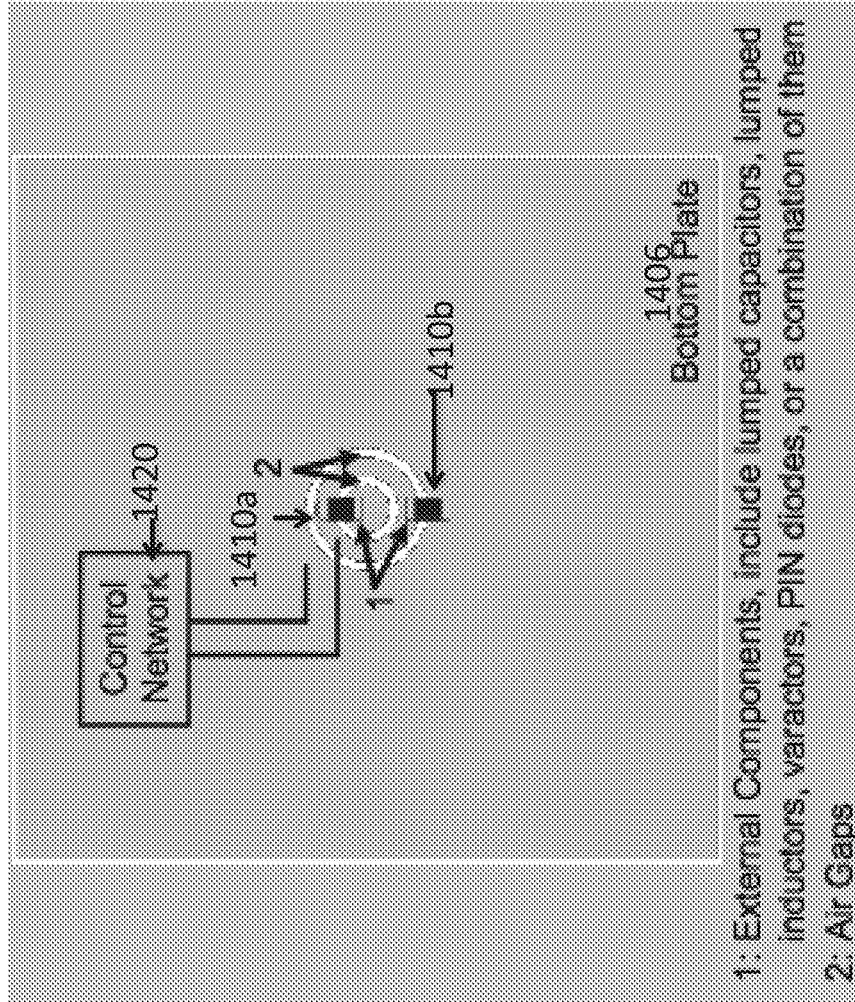 Control
Network
1420
1410a
2
1
1410b
1406
Bottom Plate
1: External Components, include lumped capacitors, lumped
inductors, varactors, PIN diodes, or a combination of them
2: Air Gaps